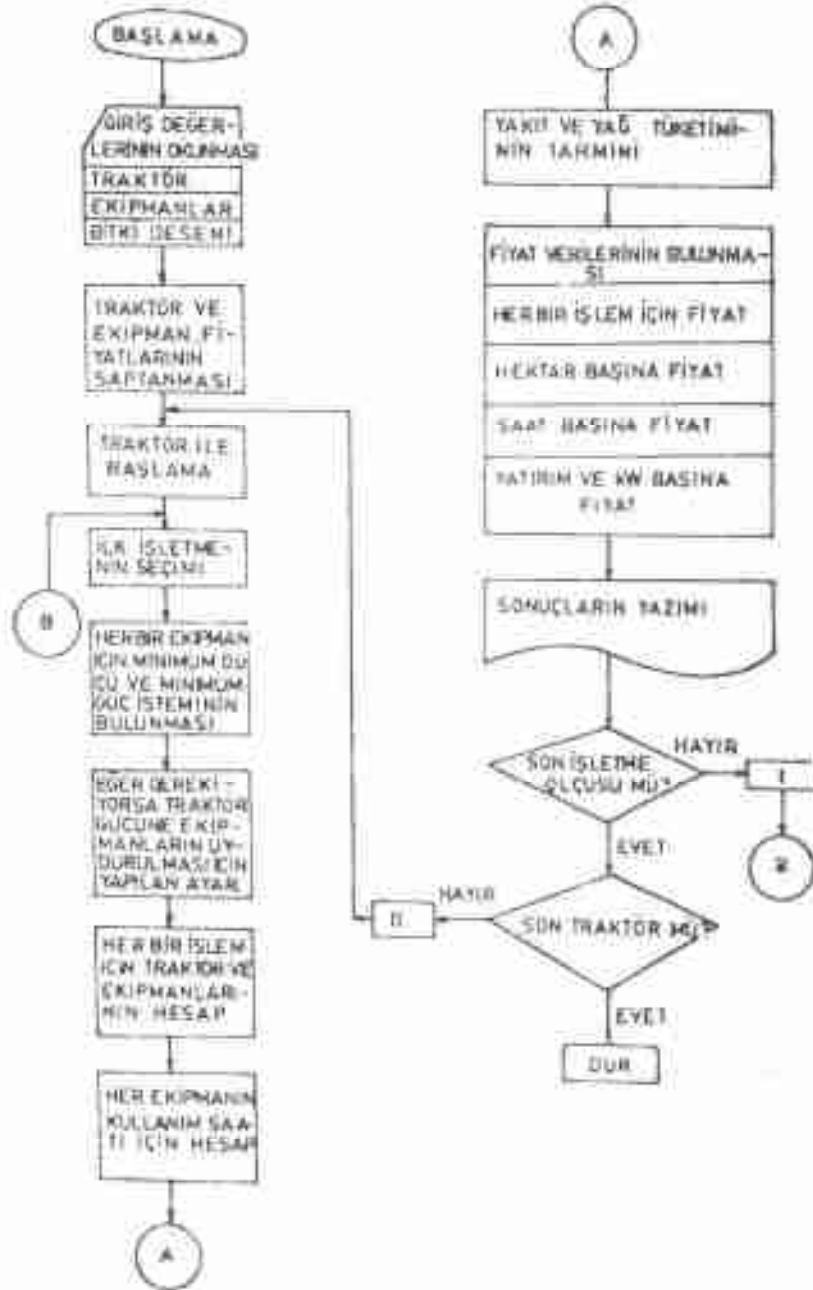 BAŞLAMA
GİRİŞ DEĞER-
LERİNİN OKUNMASI
TRAKTÖR
EKİPMANLAR
BİTKİ DESENİ
TRAKTÖR VE
EKİPMAN Fİ-
YATLARININ
SAPTANMASI
TRAKTÖR İLE
BAŞLAMA
İLK İŞLETME-
NİN SEÇİMİ
B
HERBİR EKİPMAN
İÇİN MİNİMUM
VE MİNİMUM
GÜÇ İSTEMİNİN
BULUNMASI
EĞER GEREKİ-
YORSA TRAKTÖR
GÜCÜNE EKİP-
MANLARIN UY-
DURULMASI İÇİN
YAPILAN AYAR
HER BİR İŞLEM
İÇİN TRAKTÖR VE
EKİPMANLARI-
NIN HESAP
HER EKİPMANIN
KULLANIM SAA-
Tİ İÇİN HESAP
A
A
YAKIT VE YAĞ TÜKETİMİ-
NİN TAHMİNİ
FİYAT VERİLERİNİN BULUNMA-
SI
HERBİR İŞLEM İÇİN FİYAT
HEKTAR BAŞINA FİYAT
SAAT BAŞINA FİYAT
YATIRIM VE KW BAŞINA
FİYAT
SONUÇLARIN YAZIMI
SON İŞLETME
ÖLÇÜSÜ MÜ?
HAYIR
EVET
SON TRAKTÖR MÜ?
HAYIR
EVET
DUR